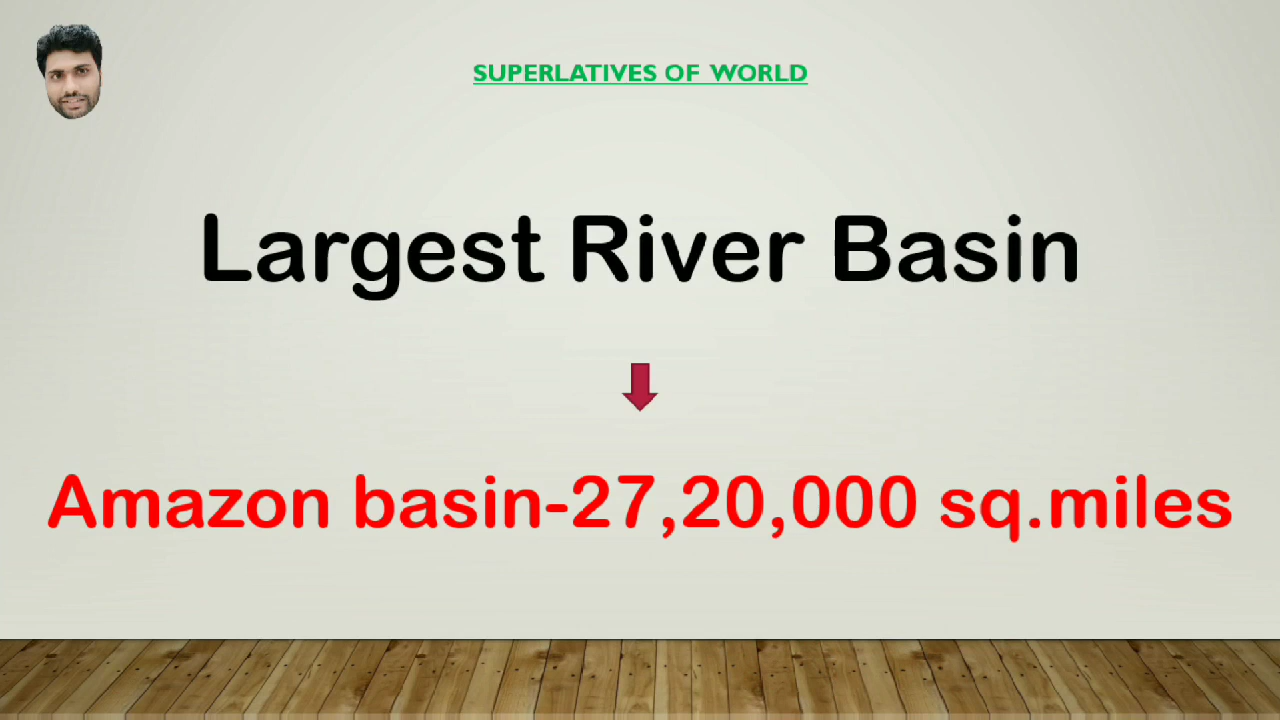 SUPERLATIVES OF WORLD
Largest River Basin
Amazon basin-27,20,000 sq.miles